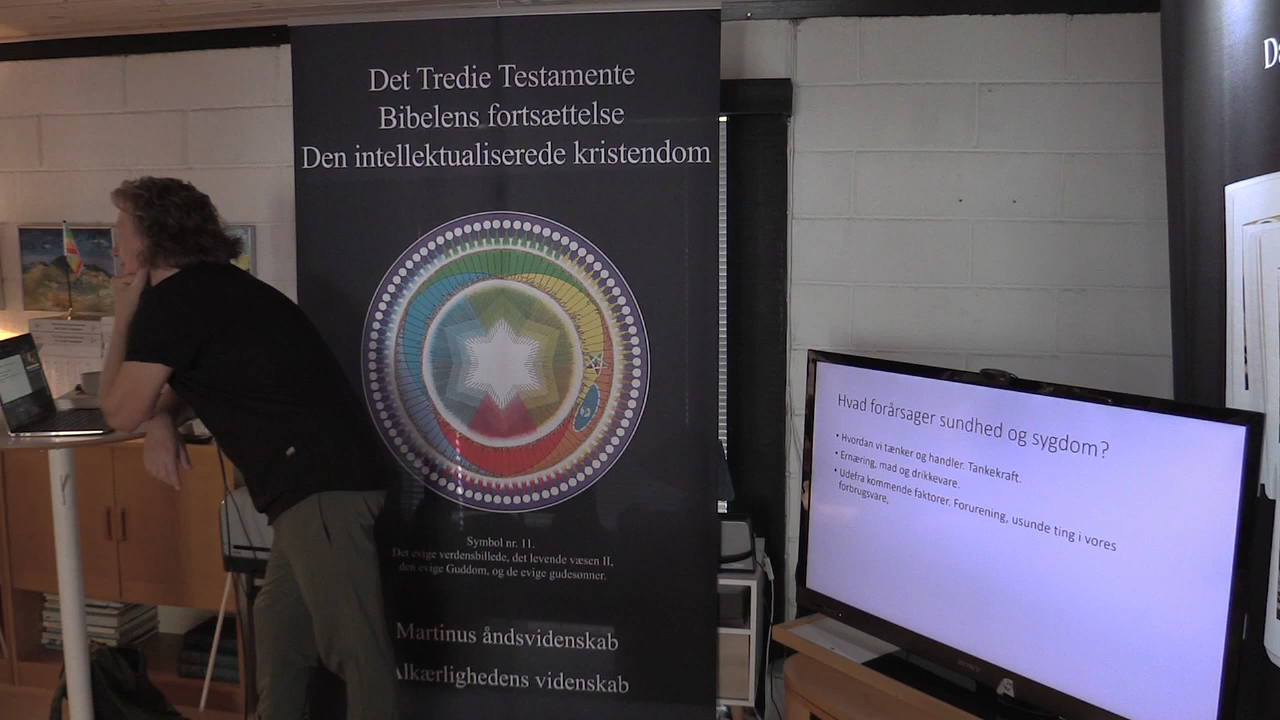 Det Tredie Testamente
Bibelens fortsættelse
Den intellektualiserede kristendom
Symbol nr. 11.
Det evige verdensbillede, det levende væsen II,
den evige Guddom, og de evige gudesønner.
Martinus åndsvidenskab
Alkærlighedens videnskab
Hvad forårsager sundhed og sygdom?
• Hvordan vi tænker og handler. Tankekraft.
• Ernæring, mad og drikkevare.
• Udefra kommende faktorer. Forurening, usunde ting i vores
forbrugsvare,
SONY